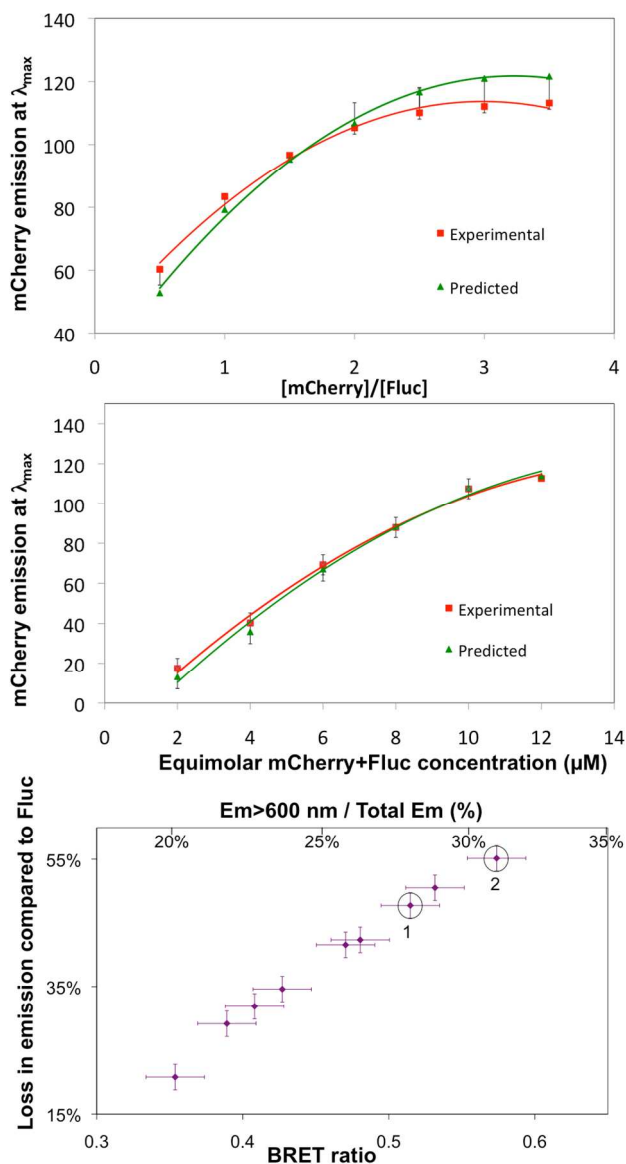 140
120
100
80
60
40
mCherry emission at λmax
Experimental
Predicted
0 1 2 3 4
[mCherry]/[Fluc]
140
120
100
80
60
40
20
0
mCherry emission at λmax
Experimental
Predicted
0 2 4 6 8 10 12 14
Equimolar mCherry+Fluc concentration (µM)
Em>600 nm / Total Em (%)
20% 25% 30% 35%
55%
35%
15%
Loss in emission compared to Fluc
2
1
0.3 0.4 0.5 0.6
BRET ratio